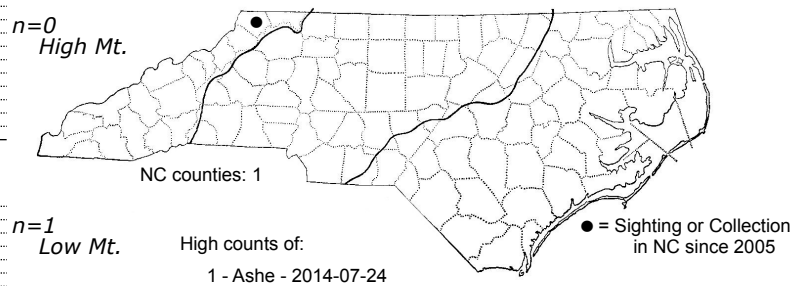 n=0
High Mt.
NC counties: 1
n=1
Low Mt.
High counts of:
1 - Ashe - 2014-07-24
● = Sighting or Collection
in NC since 2005